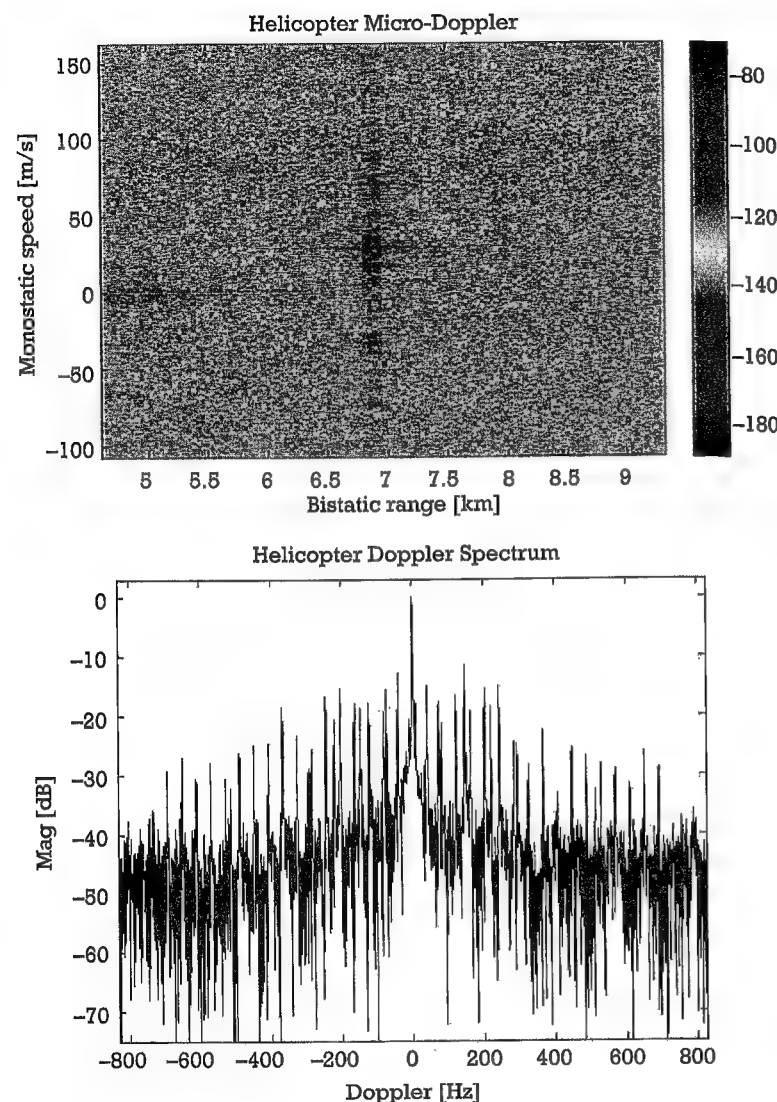 Helicopter Micro-Doppler
Monostatic speed [m/s]
150
100
50
0
−50
−100
5 5.5 6 6.5 7 7.5 8 8.5 9
Bistatic range [km]
−80
−100
−120
−140
−160
−180
Helicopter Doppler Spectrum
Mag [dB]
0
−10
−20
−30
−40
−50
−60
−70
−800 −600 −400 −200 0 200 400 600 800
Doppler [Hz]